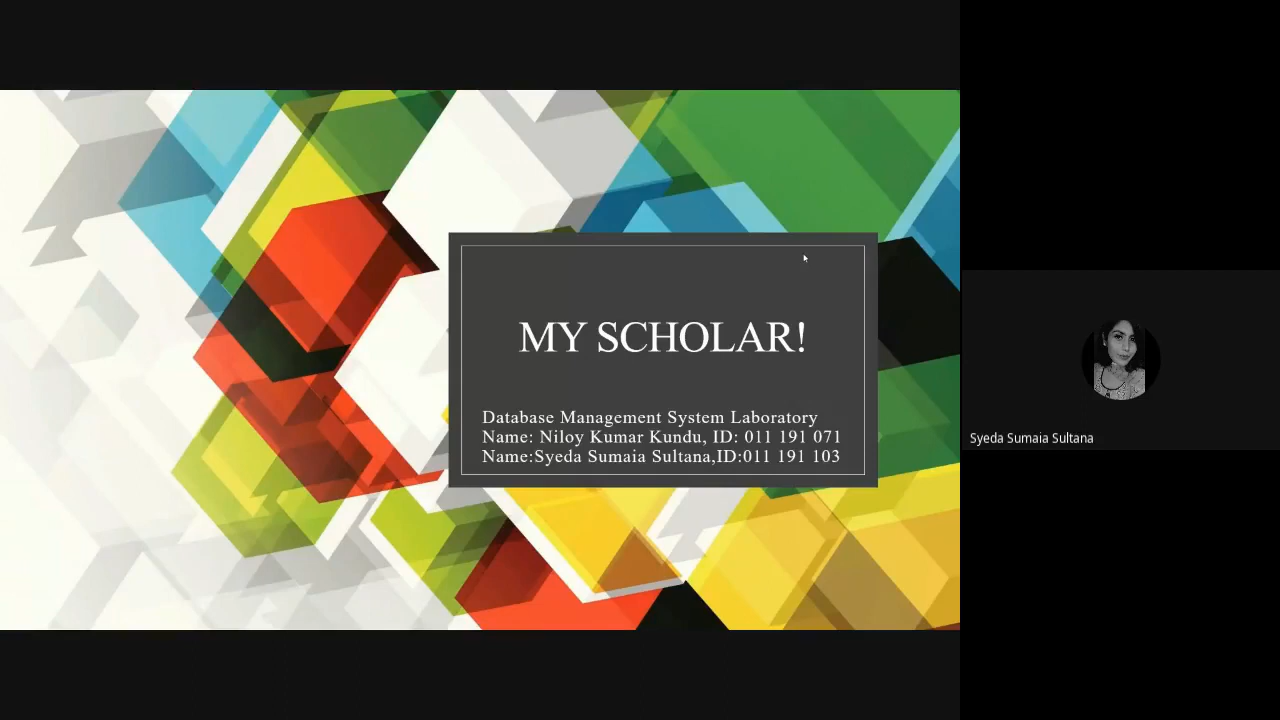 MY SCHOLAR!
Database Management System Laboratory
Name: Niloy Kumar Kundu, ID: 011 191 071
Name:Syeda Sumaia Sultana,ID:011 191 103
Syeda Sumaia Sultana